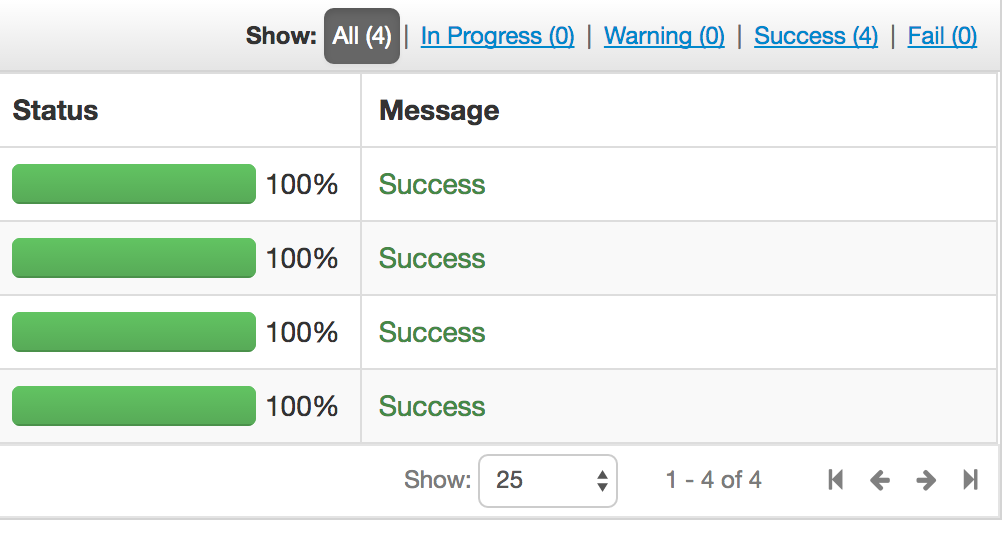 Show: All (4) | In Progress (0) | Warning (0) | Success (4) | Fail (0)
Status Message
100% Success
100% Success
100% Success
100% Success
Show: 25 1 - 4 of 4